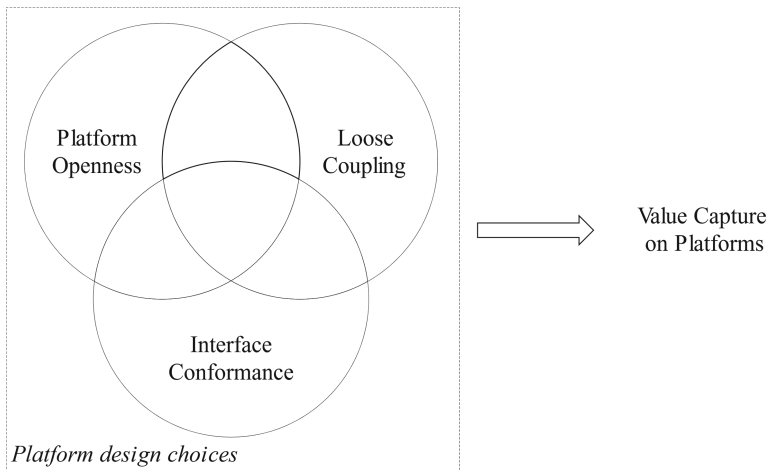 Platform
Openness
Loose
Coupling
Value Capture
on Platforms
Interface
Conformance
Platform design choices